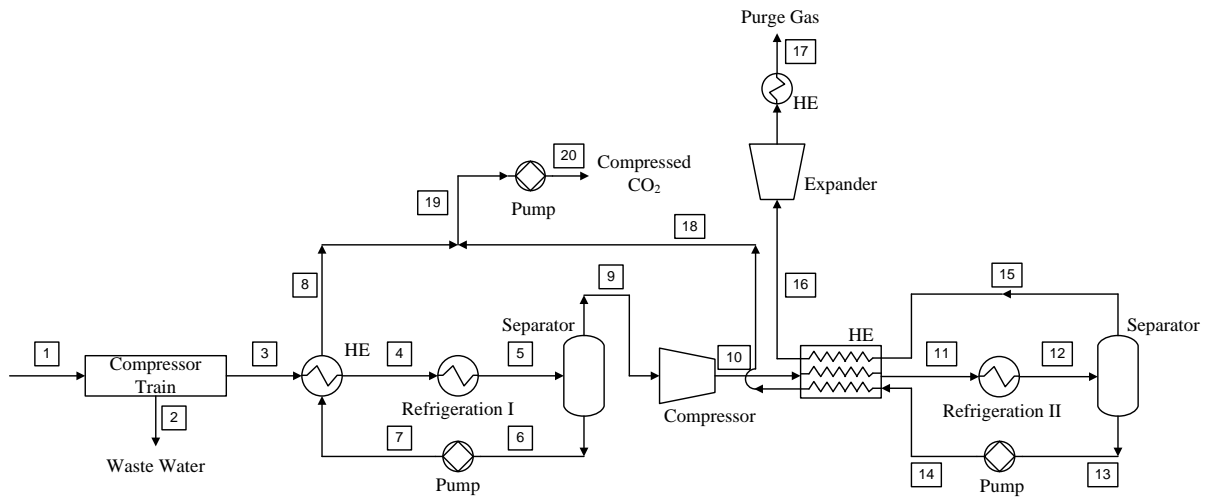 Purge Gas
17
HE
20
Compressed
CO₂
Expander
19
Pump
18
8
9
16
15
Separator
HE
Separator
1
3
HE
4
5
10
11
12
Compressor
Train
Refrigeration I
Compressor
Refrigeration II
2
7
6
Waste Water
Pump
14
Pump
13